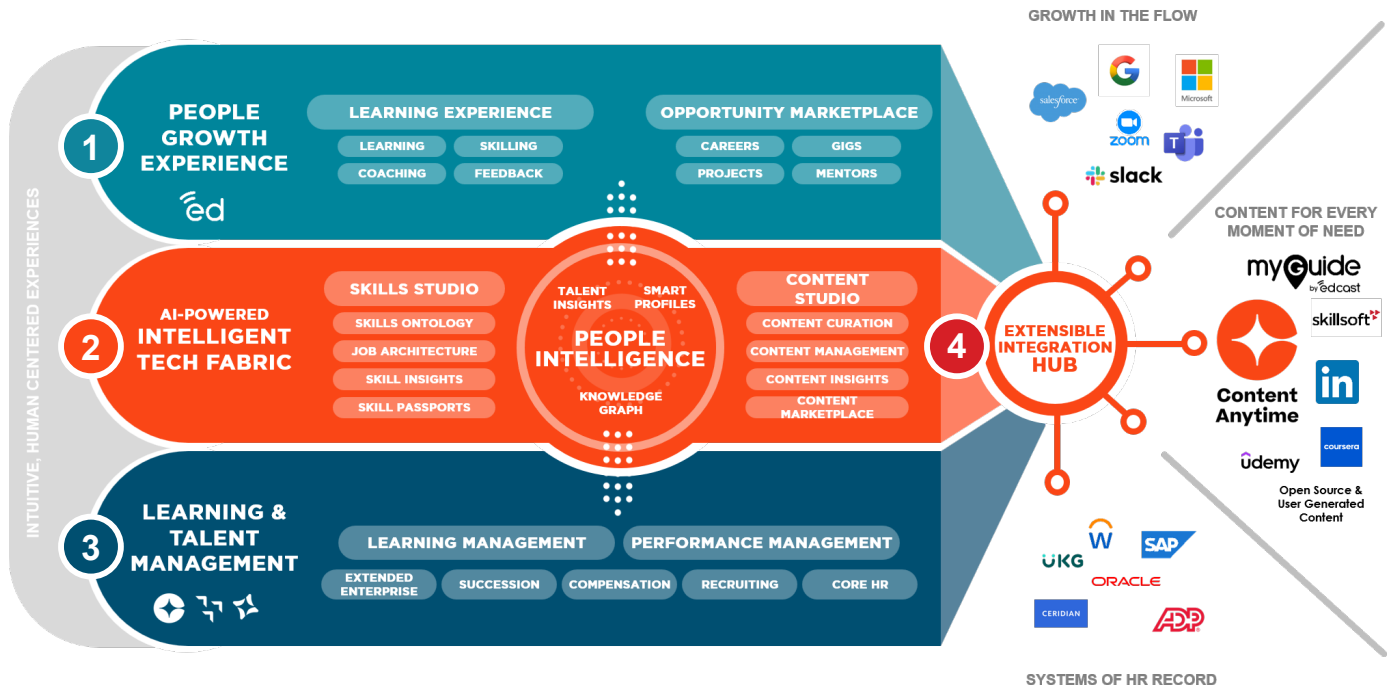 GROWTH IN THE FLOW
salesforce
G
Microsoft
zoom
T
slack
INTUITIVE, HUMAN CENTERED EXPERIENCES
1
PEOPLE
GROWTH
EXPERIENCE
ed
LEARNING EXPERIENCE
LEARNING
SKILLING
COACHING
FEEDBACK
OPPORTUNITY MARKETPLACE
CAREERS
GIGS
PROJECTS
MENTORS
2
AI-POWERED
INTELLIGENT
TECH FABRIC
SKILLS STUDIO
SKILLS ONTOLOGY
JOB ARCHITECTURE
SKILL INSIGHTS
SKILL PASSPORTS
TALENT
INSIGHTS
SMART
PROFILES
PEOPLE
INTELLIGENCE
KNOWLEDGE
GRAPH
CONTENT
STUDIO
CONTENT CURATION
CONTENT MANAGEMENT
CONTENT INSIGHTS
CONTENT
MARKETPLACE
3
LEARNING &
TALENT
MANAGEMENT
LEARNING MANAGEMENT
PERFORMANCE MANAGEMENT
EXTENDED
ENTERPRISE
SUCCESSION
COMPENSATION
RECRUITING
CORE HR
4
EXTENSIBLE
INTEGRATION
HUB
CONTENT FOR EVERY
MOMENT OF NEED
myGuide
by edcast
skillsoft
Content
Anytime
in
coursera
udemy
Open Source &
User Generated
Content
W
UKG
SAP
ORACLE
CERIDIAN
ADP
SYSTEMS OF HR RECORD